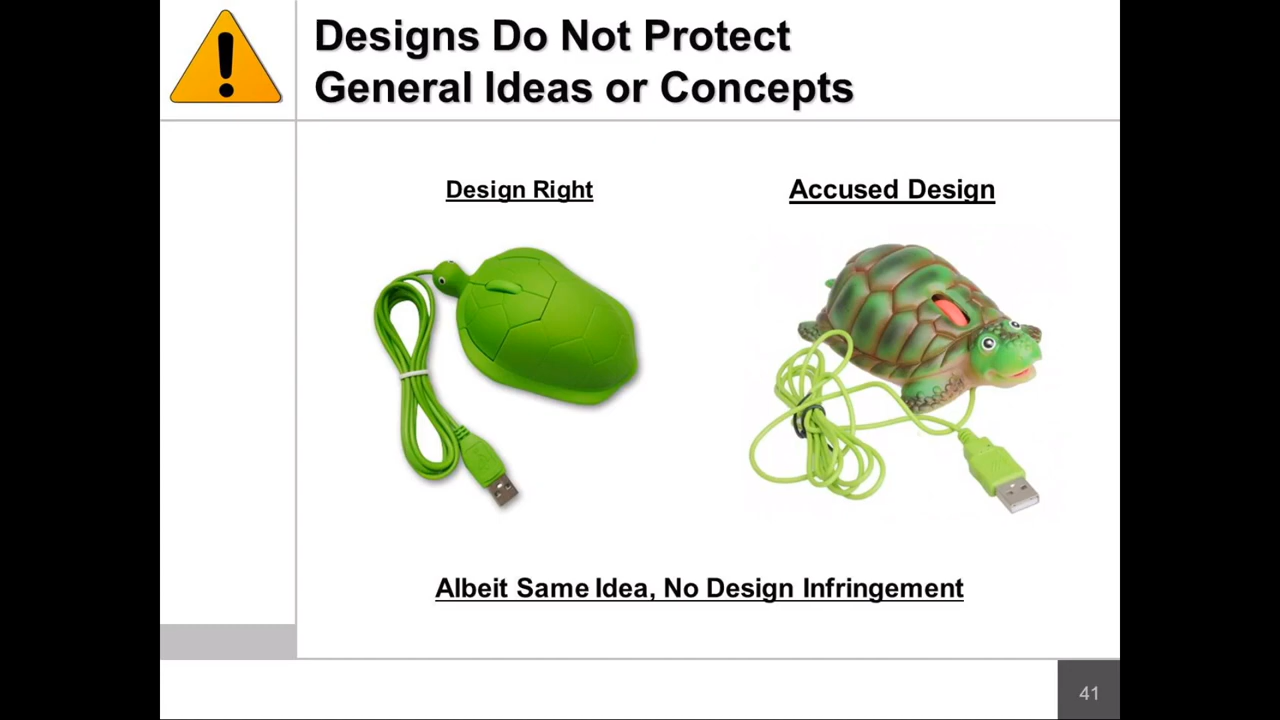 Designs Do Not Protect
General Ideas or Concepts
Design Right
Accused Design
Albeit Same Idea, No Design Infringement
41